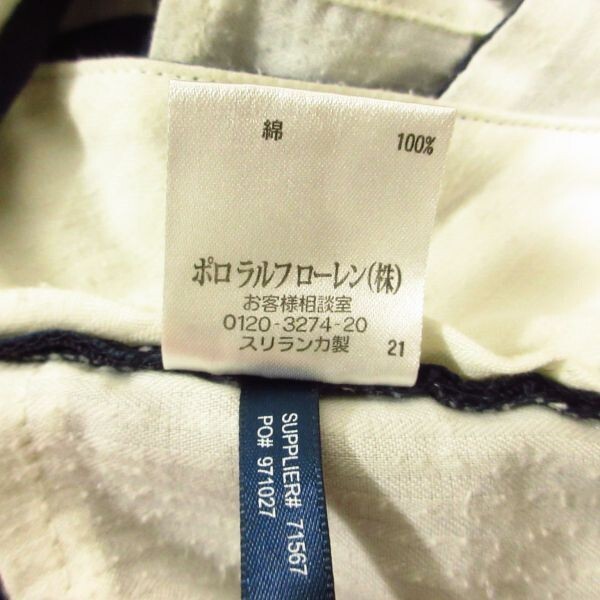 綿 100%
ポロ ラルフ ローレン(株)
お客様相談室
0120-3274-20
スリランカ製 21
SUPPLIER# 71567
PO# 971027